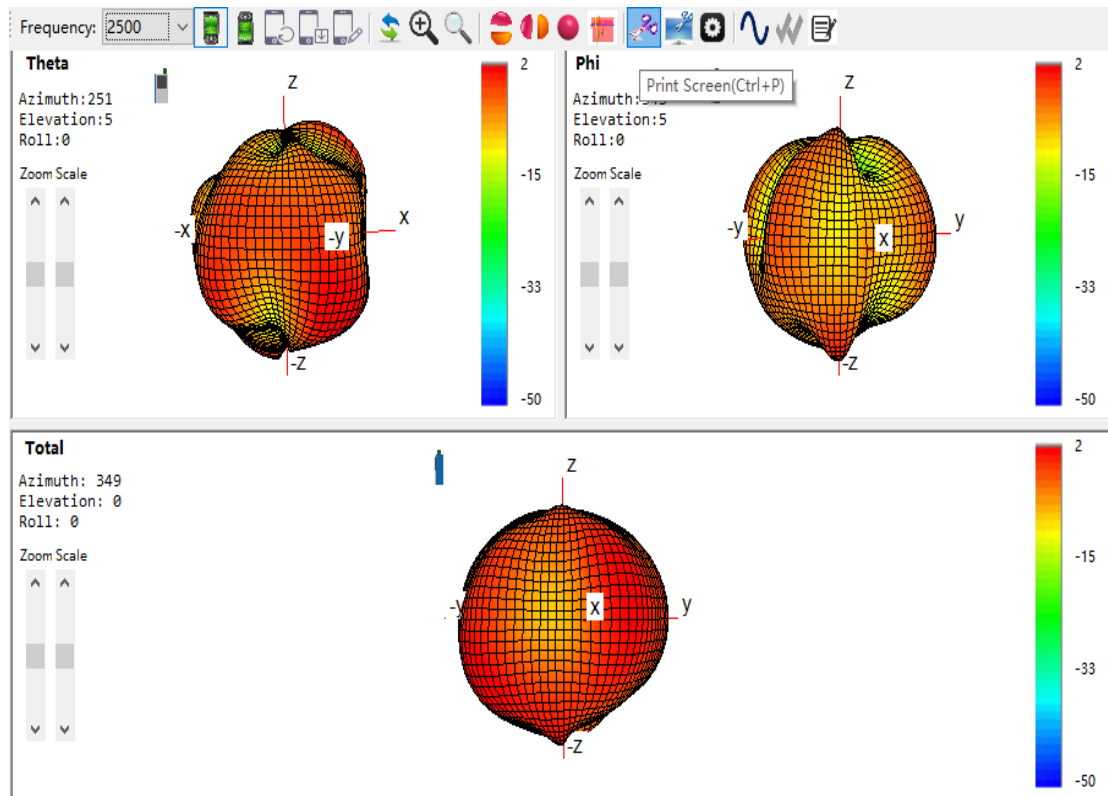 Frequency: 2500
Theta
Azimuth:251
Elevation:5
Roll:0
Zoom Scale
z
-x
x
-y
-z
2
-15
-33
-50
Phi
Print Screen(Ctrl+P)
Elevation:5
Roll:0
Zoom Scale
z
-y
y
x
-z
2
-15
-33
-50
Total
Azimuth: 349
Elevation: 0
Roll: 0
Zoom Scale
z
-y
x
y
-z
2
-15
-33
-50